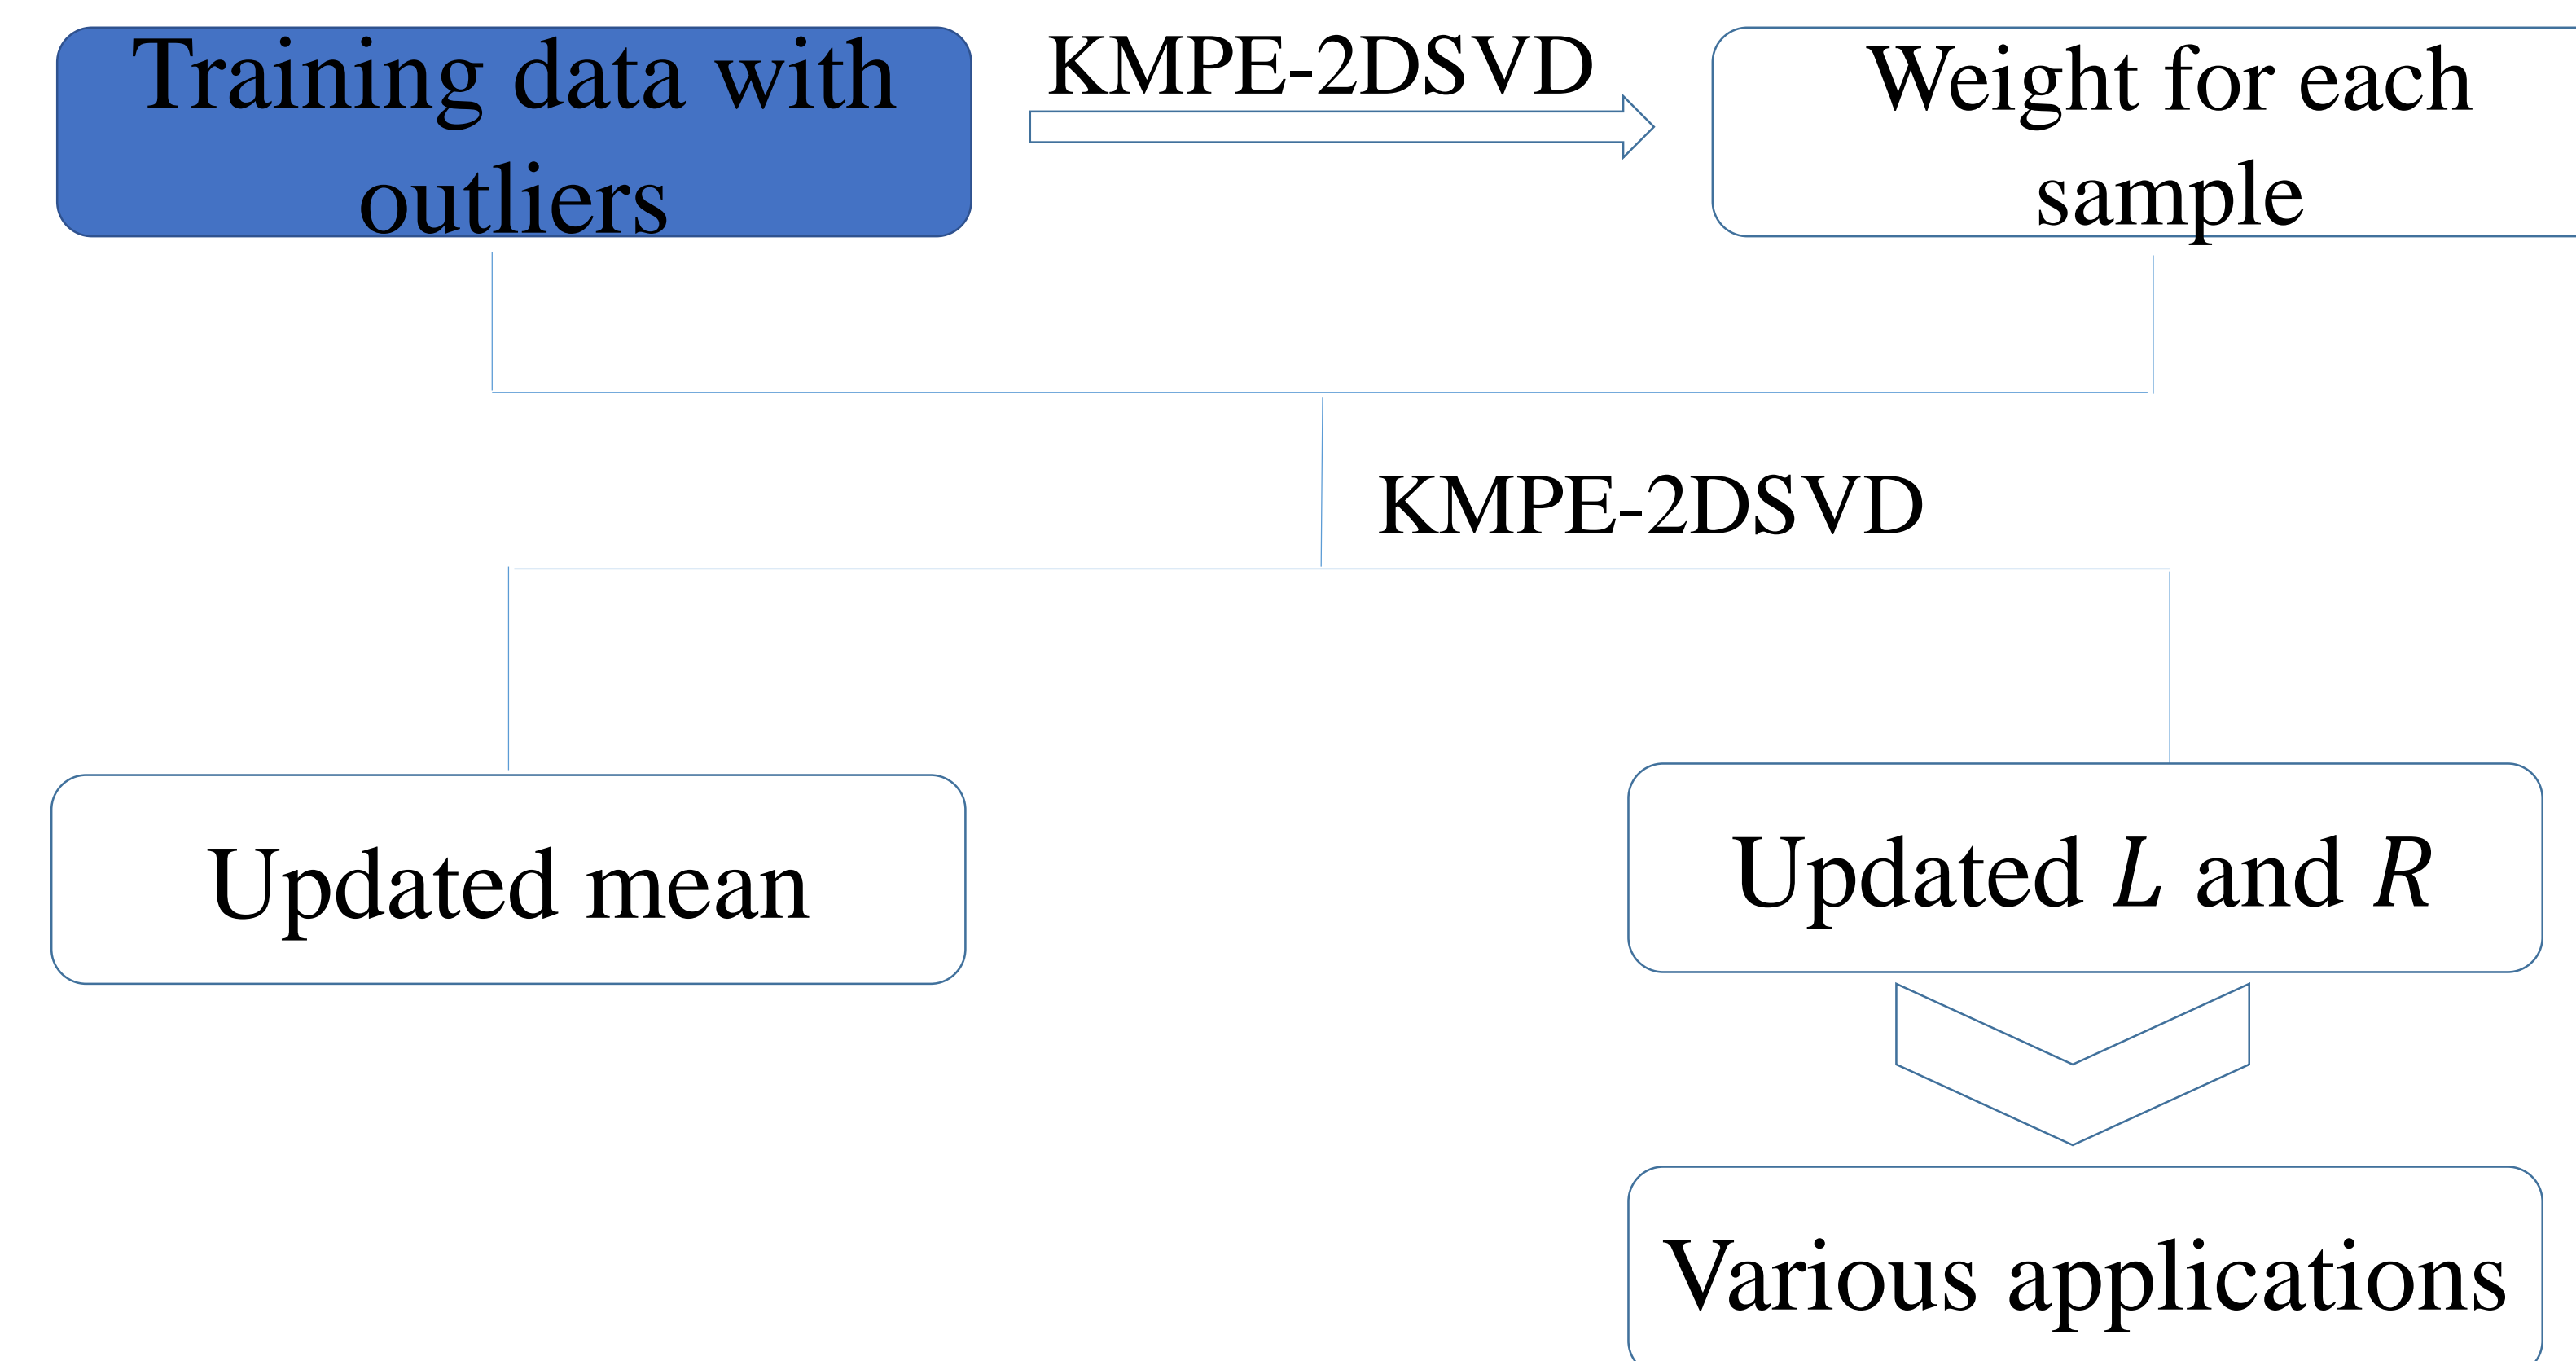 Training data with
outliers
KMPE-2DSVD
Weight for each
sample
KMPE-2DSVD
Updated mean
Updated L and R
Various applications